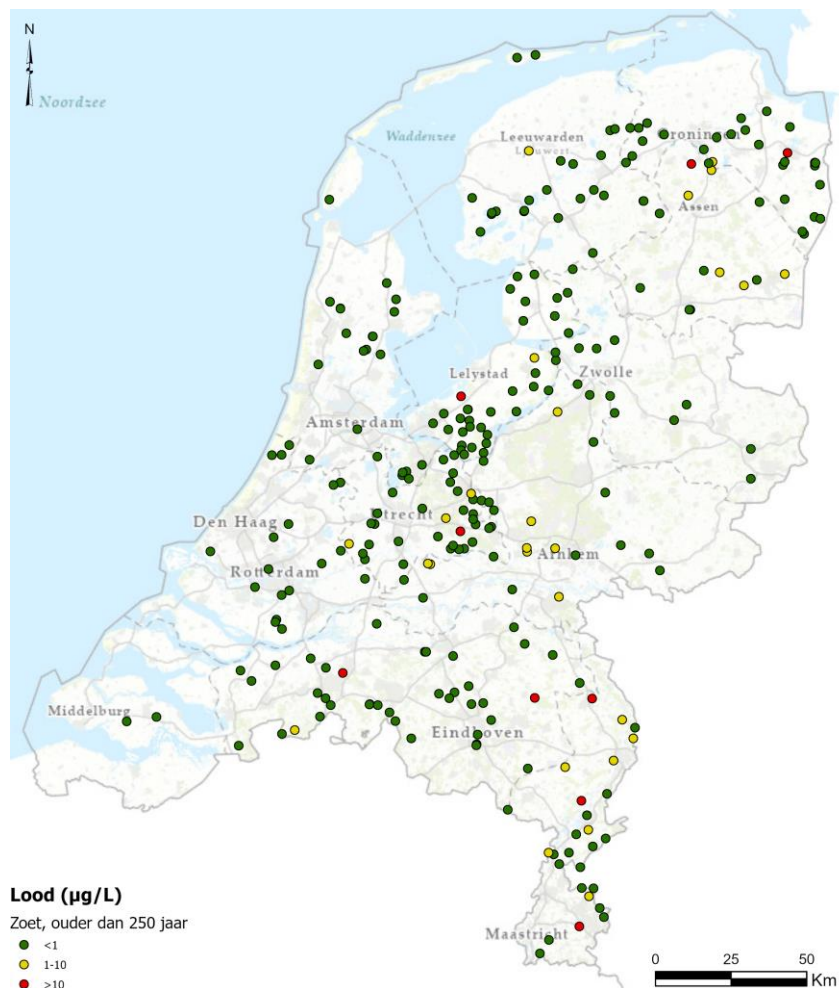 N
Noordzee
Waddenzee
Leeuwarden
Groningen
Assen
Lelystad
Zwolle
Amsterdam
Den Haag
Utrecht
Arnhem
Rotterdam
Middelburg
Eindhoven
Maastricht
Lood (µg/L)
Zoet, ouder dan 250 jaar
<1
1-10
>10
0 25 50
Km